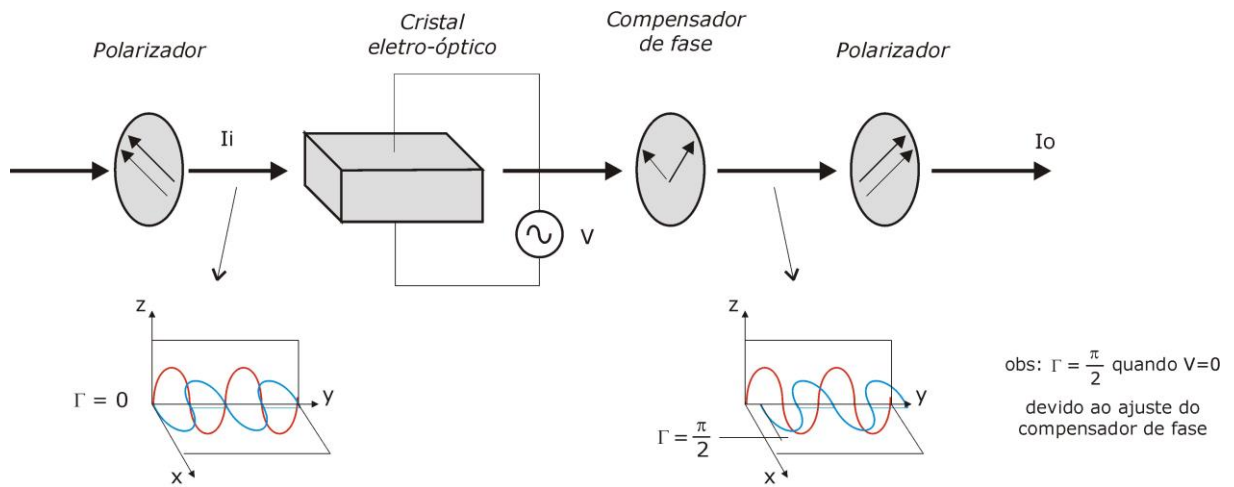 Polarizador
Cristal
eletro-óptico
Compensador
de fase
Polarizador
Ii
V
Io
z
Γ = 0
y
x
z
Γ = π/2
y
x
obs: Γ = π/2 quando V=0
devido ao ajuste do
compensador de fase